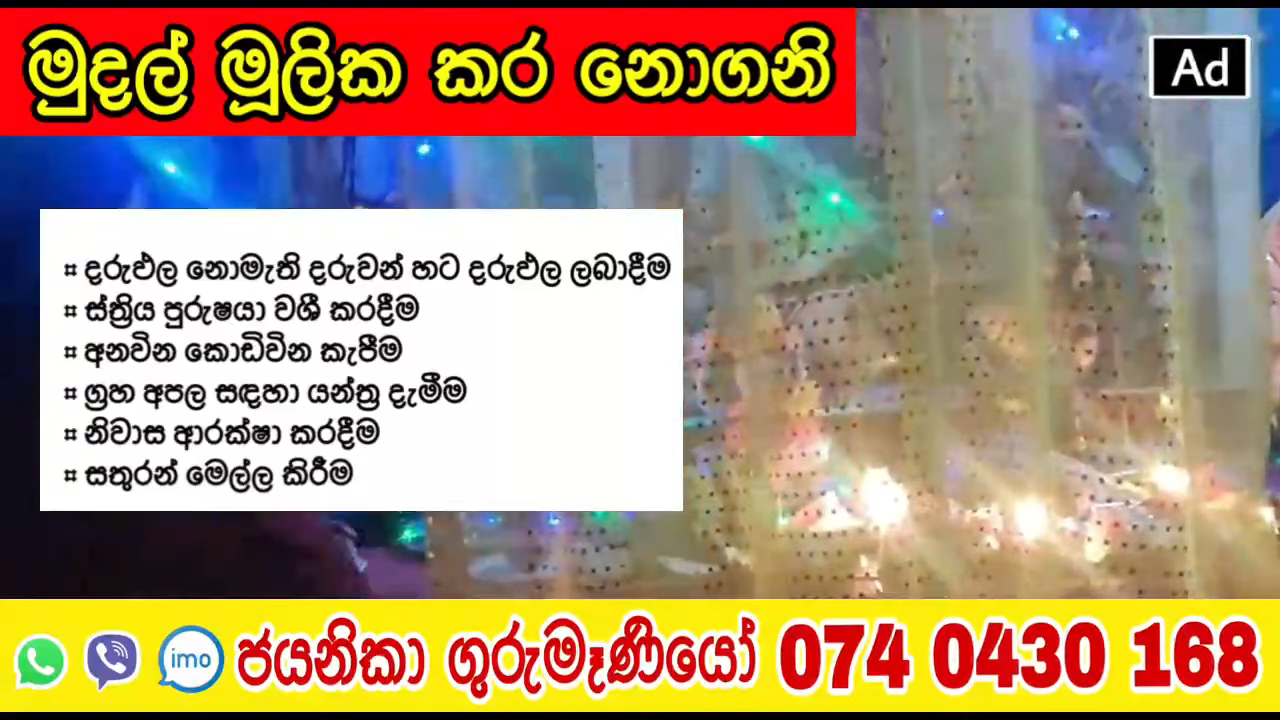 මුදල් මූලික කර නොගනි
Ad
⌗ දරුඵල නොමැති දරුවන් හට දරුඵල ලබාදීම
⌗ ස්ත්‍රිය පුරුෂයා වශී කරදීම
⌗ අනවින කොඩිවින කැපීම
⌗ ග්‍රහ අපල සඳහා යන්ත්‍ර දැමීම
⌗ නිවාස ආරක්ෂා කරදීම
⌗ සතුරන් මෙල්ල කිරීම
imo ජයනිකා ගුරුමෑණියෝ 074 0430 168